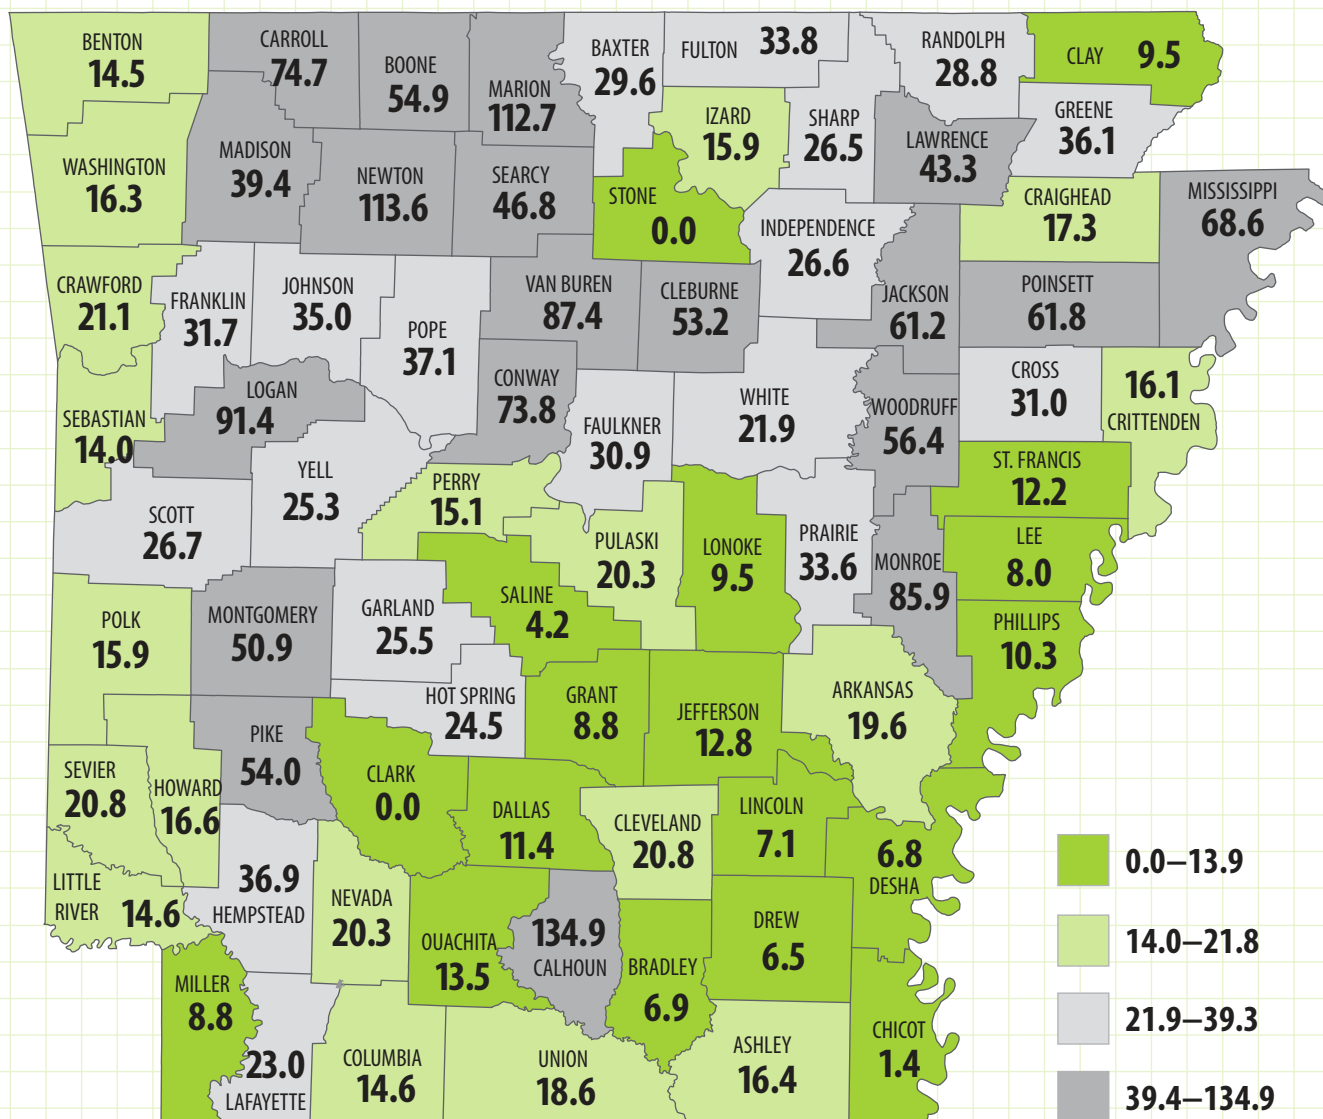 BENTON
14.5
CARROLL
74.7
BOONE
54.9
MARION
112.7
BAXTER
29.6
FULTON 33.8
RANDOLPH
28.8
CLAY 9.5
IZARD
15.9
SHARP
26.5
LAWRENCE
43.3
GREENE
36.1
WASHINGTON
16.3
MADISON
39.4
NEWTON
113.6
SEARCY
46.8
STONE
0.0
INDEPENDENCE
26.6
CRAIGHEAD
17.3
MISSISSIPPI
68.6
CRAWFORD
21.1
FRANKLIN
31.7
JOHNSON
35.0
POPE
37.1
VAN BUREN
87.4
CLEBURNE
53.2
JACKSON
61.2
POINSETT
61.8
SEBASTIAN
14.0
LOGAN
91.4
CONWAY
73.8
FAULKNER
30.9
WHITE
21.9
WOODRUFF
56.4
CROSS
31.0
16.1
CRITTENDEN
SCOTT
26.7
YELL
25.3
PERRY
15.1
PULASKI
20.3
LONOKE
9.5
PRAIRIE
33.6
MONROE
85.9
ST. FRANCIS
12.2
LEE
8.0
POLK
15.9
MONTGOMERY
50.9
GARLAND
25.5
SALINE
4.2
PHILLIPS
10.3
HOT SPRING
24.5
GRANT
8.8
JEFFERSON
12.8
ARKANSAS
19.6
SEVIER
20.8
HOWARD
16.6
PIKE
54.0
CLARK
0.0
DALLAS
11.4
CLEVELAND
20.8
LINCOLN
7.1
6.8
DESHA
LITTLE
RIVER 14.6
36.9
HEMPSTEAD
NEVADA
20.3
OUACHITA
13.5
134.9
CALHOUN
BRADLEY
6.9
DREW
6.5
MILLER
8.8
23.0
LAFAYETTE
COLUMBIA
14.6
UNION
18.6
ASHLEY
16.4
CHICOT
1.4
0.0–13.9
14.0–21.8
21.9–39.3
39.4–134.9